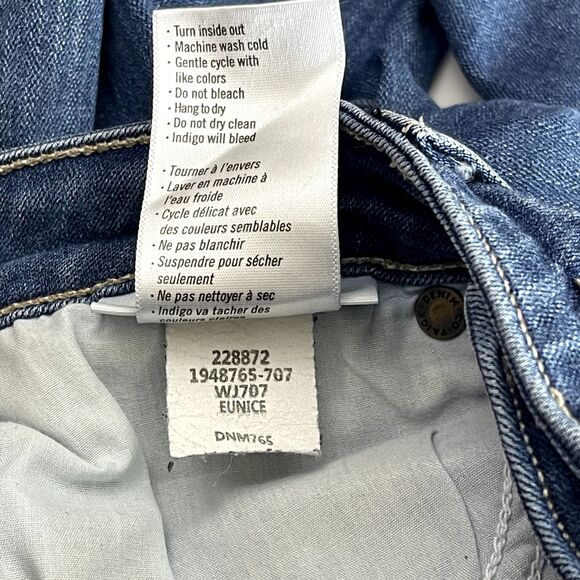 · Turn inside out
· Machine wash cold
· Gentle cycle with
like colors
· Do not bleach
· Hang to dry
· Do not dry clean
· Indigo will bleed
· Tourner à l'envers
· Laver en machine à
l'eau froide
· Cycle délicat avec
des couleurs semblables
· Ne pas blanchir
· Suspendre pour sécher
seulement
· Ne pas nettoyer à sec
· Indigo va tacher des
couleurs claires
DENIM
228872
1948765-707
WJ707
EUNICE
DNM765